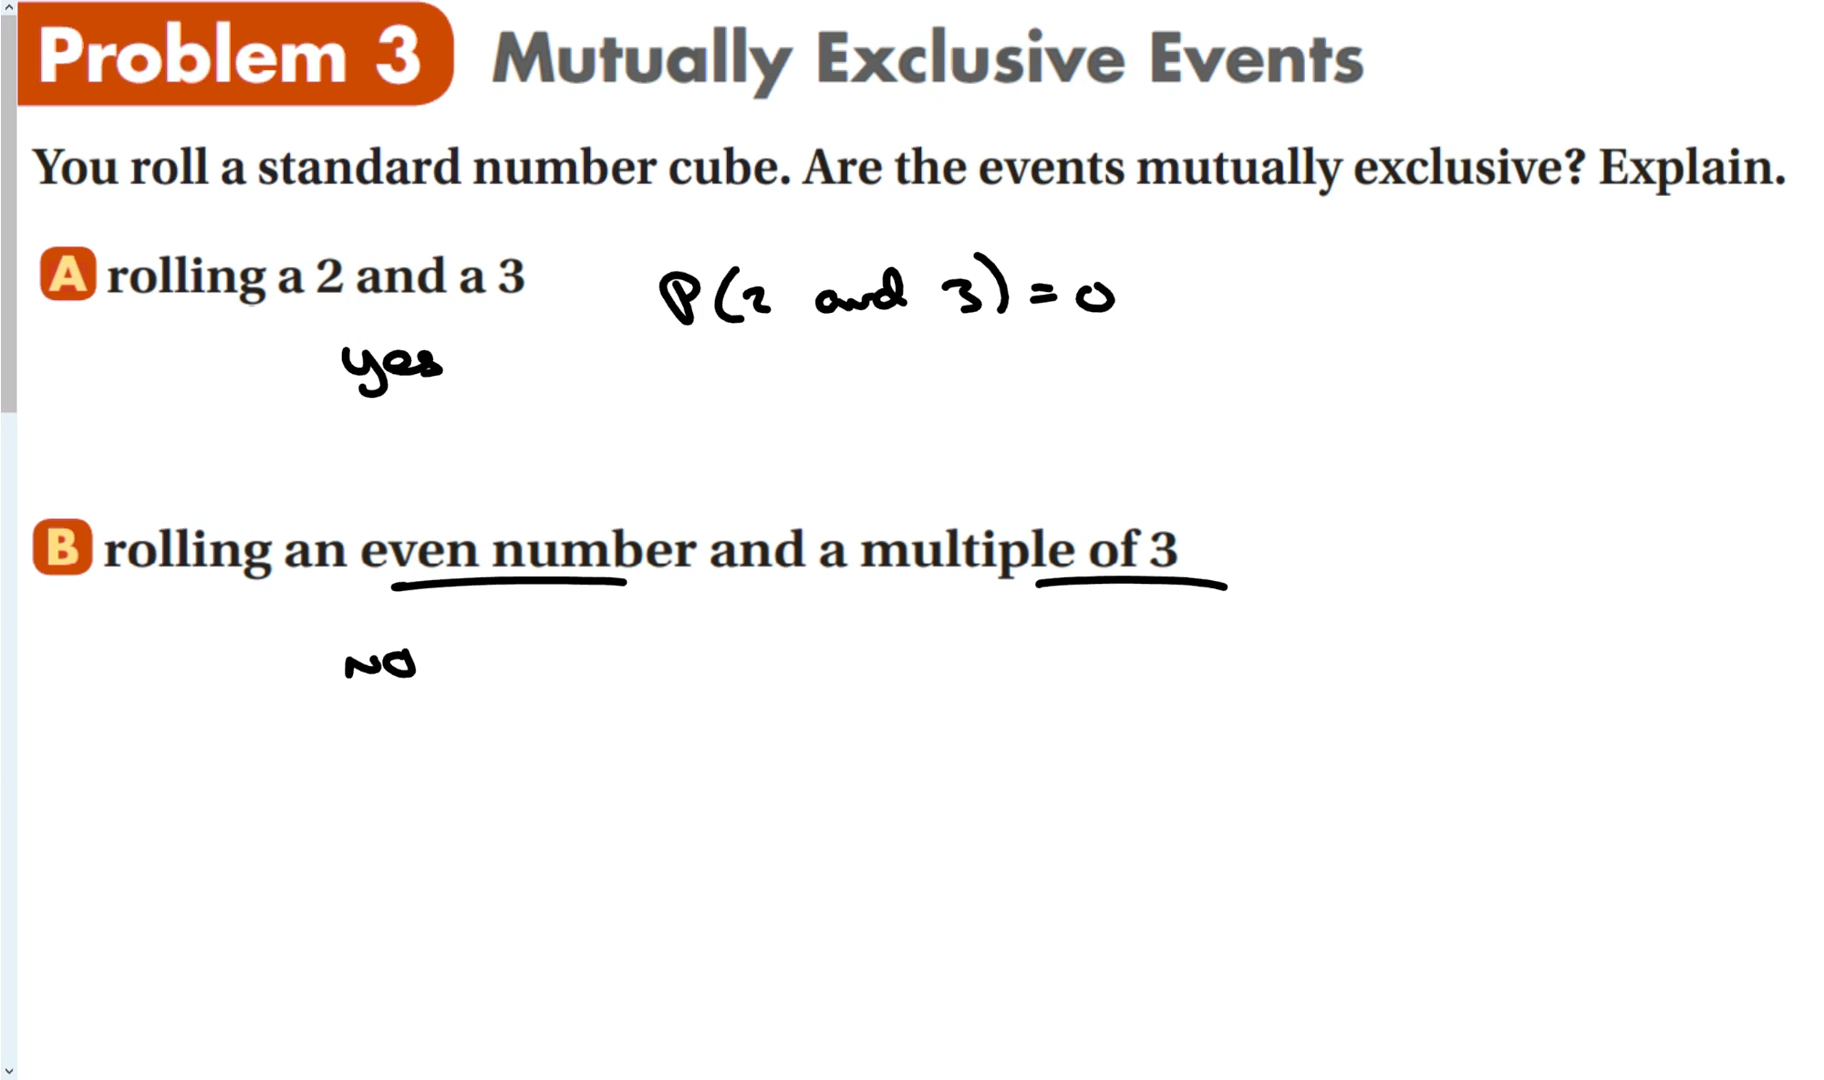 Problem 3 Mutually Exclusive Events
You roll a standard number cube. Are the events mutually exclusive? Explain.
A rolling a 2 and a 3 P(2 and 3) = 0
yes
B rolling an even number and a multiple of 3
NO